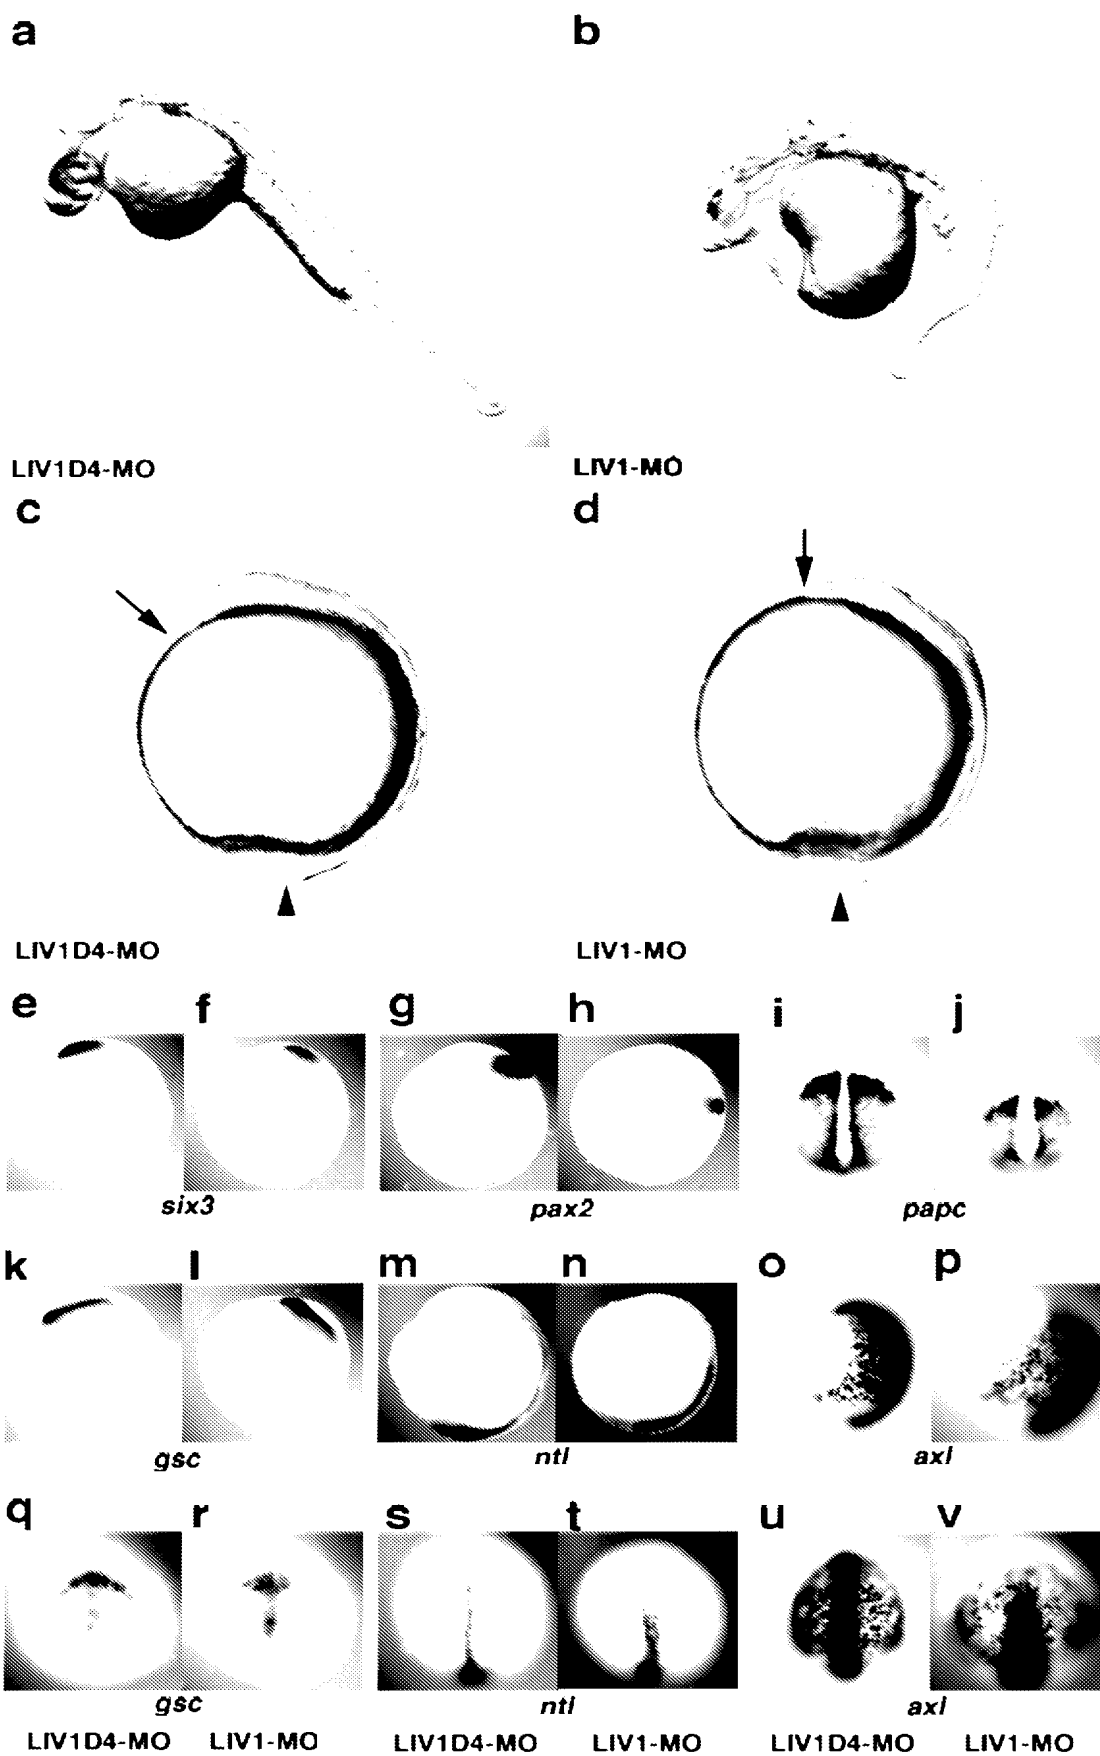 a b
LIV1D4-MO LIV1-MO
c d
LIV1D4-MO LIV1-MO
e f g h i j
six3 pax2 papc
k l m n o p
gsc ntl axl
q r s t u v
gsc ntl axl
LIV1D4-MO LIV1-MO LIV1D4-MO LIV1-MO LIV1D4-MO LIV1-MO